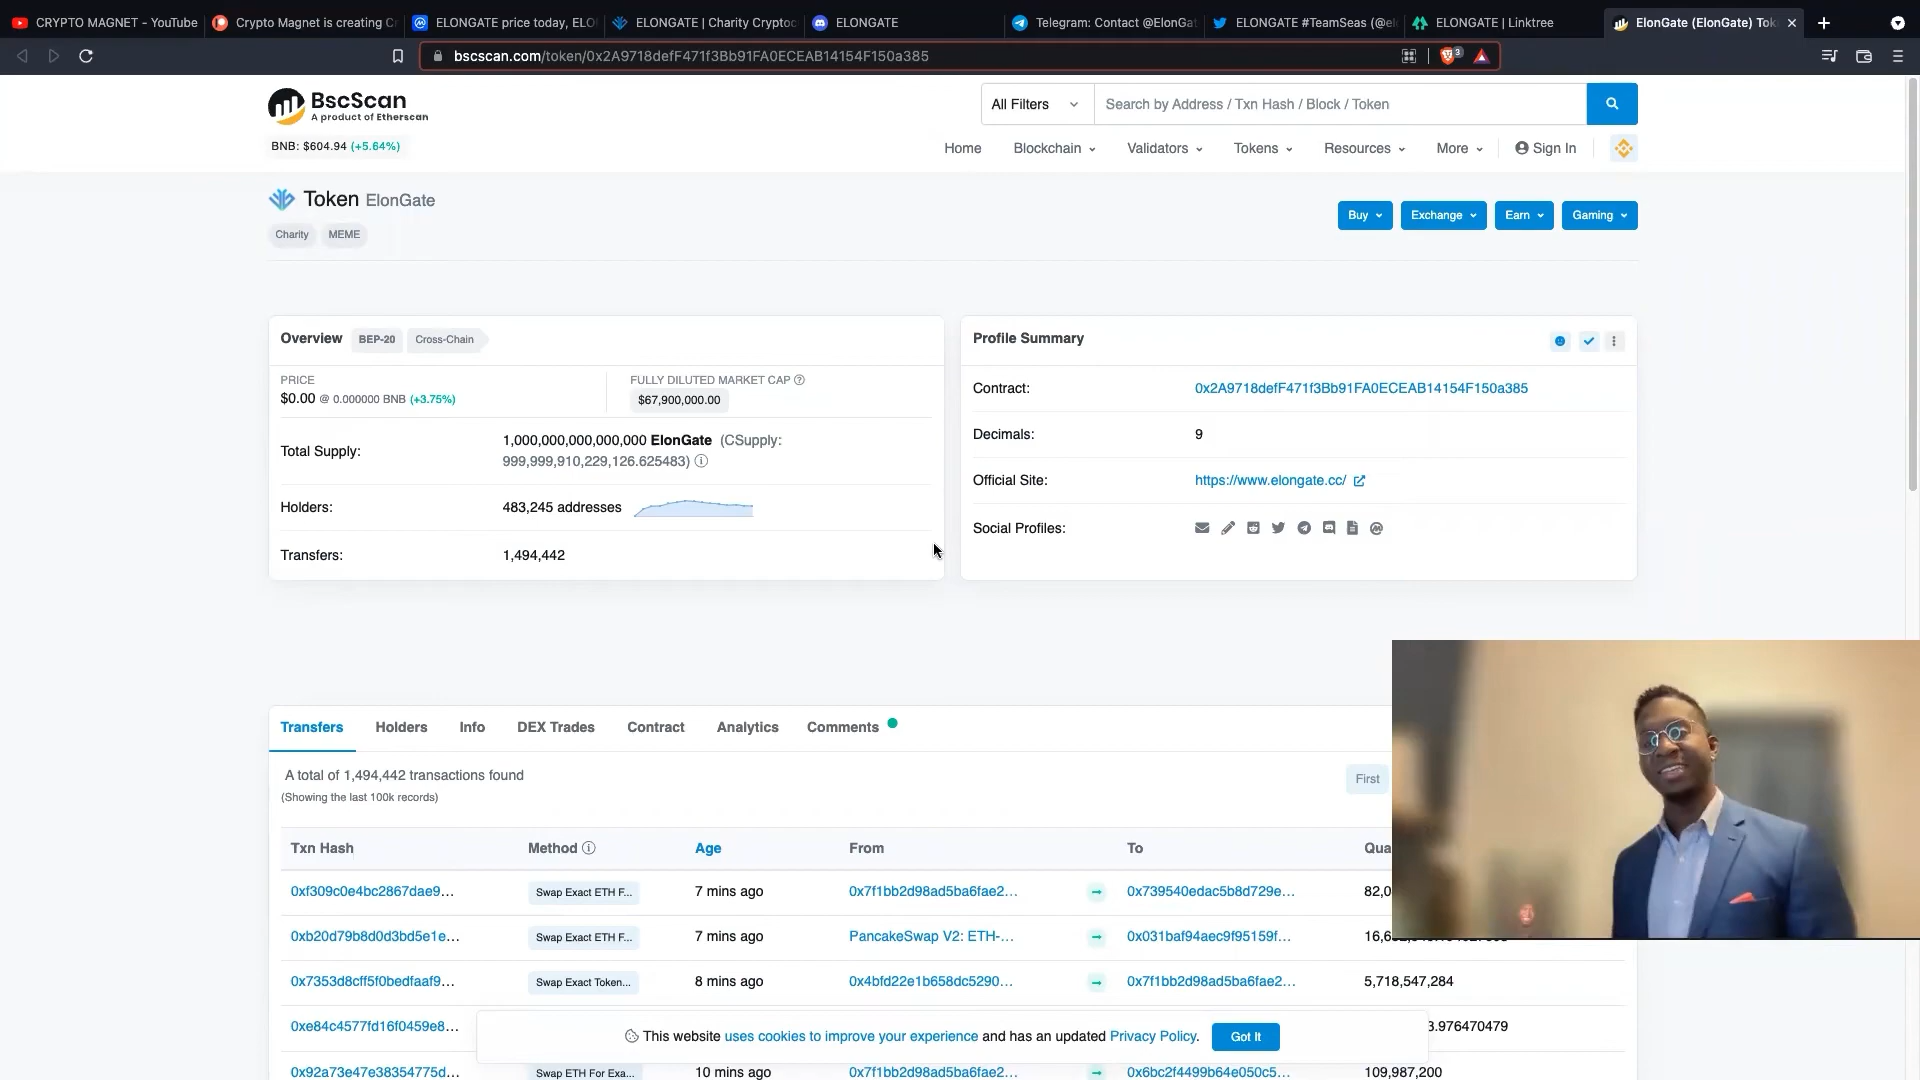 CRYPTO MAGNET - YouTube
Crypto Magnet is creating C
ELONGATE price today, ELO
ELONGATE | Charity Cryptoc
ELONGATE
Telegram: Contact @ElonGat
ELONGATE #TeamSeas (@el
ELONGATE | Linktree
ElonGate (ElonGate) Tok
bscscan.com/token/0x2A9718defF471f3Bb91FA0ECEAB14154F150a385
3
BscScan
A product of Etherscan
All Filters
Search by Address / Txn Hash / Block / Token
BNB: $604.94 (+5.64%)
Home
Blockchain
Validators
Tokens
Resources
More
Sign In
Token ElonGate
Charity
MEME
Buy
Exchange
Earn
Gaming
Overview
BEP-20
Cross-Chain
PRICE
$0.00 @ 0.000000 BNB (+3.75%)
FULLY DILUTED MARKET CAP
$67,900,000.00
Total Supply:
1,000,000,000,000,000 ElonGate (CSupply:
999,999,910,229,126.625483)
Holders:
483,245 addresses
Transfers:
1,494,442
Profile Summary
Contract:
0x2A9718defF471f3Bb91FA0ECEAB14154F150a385
Decimals:
9
Official Site:
https://www.elongate.cc/
Social Profiles:
Transfers
Holders
Info
DEX Trades
Contract
Analytics
Comments
A total of 1,494,442 transactions found
(Showing the last 100k records)
First
Txn Hash
Method
Age
From
To
Qua
0xf309c0e4bc2867dae9...
Swap Exact ETH F...
7 mins ago
0x7f1bb2d98ad5ba6fae2...
0x739540edac5b8d729e...
82,0
0xb20d79b8d0d3bd5e1e...
Swap Exact ETH F...
7 mins ago
PancakeSwap V2: ETH-...
0x031baf94aec9f95159f...
0x7353d8cff5f0bedfaaf9...
Swap Exact Token...
8 mins ago
0x4bfd22e1b658dc5290...
0x7f1bb2d98ad5ba6fae2...
5,718,547,284
0xe84c4577fd16f0459e8...
3.976470479
This website uses cookies to improve your experience and has an updated Privacy Policy.
Got It
0x92a73e47e38354775d...
Swap ETH For Exa...
10 mins ago
0x7f1bb2d98ad5ba6fae2...
0x6bc2f4499b64e050c5...
109,987,200